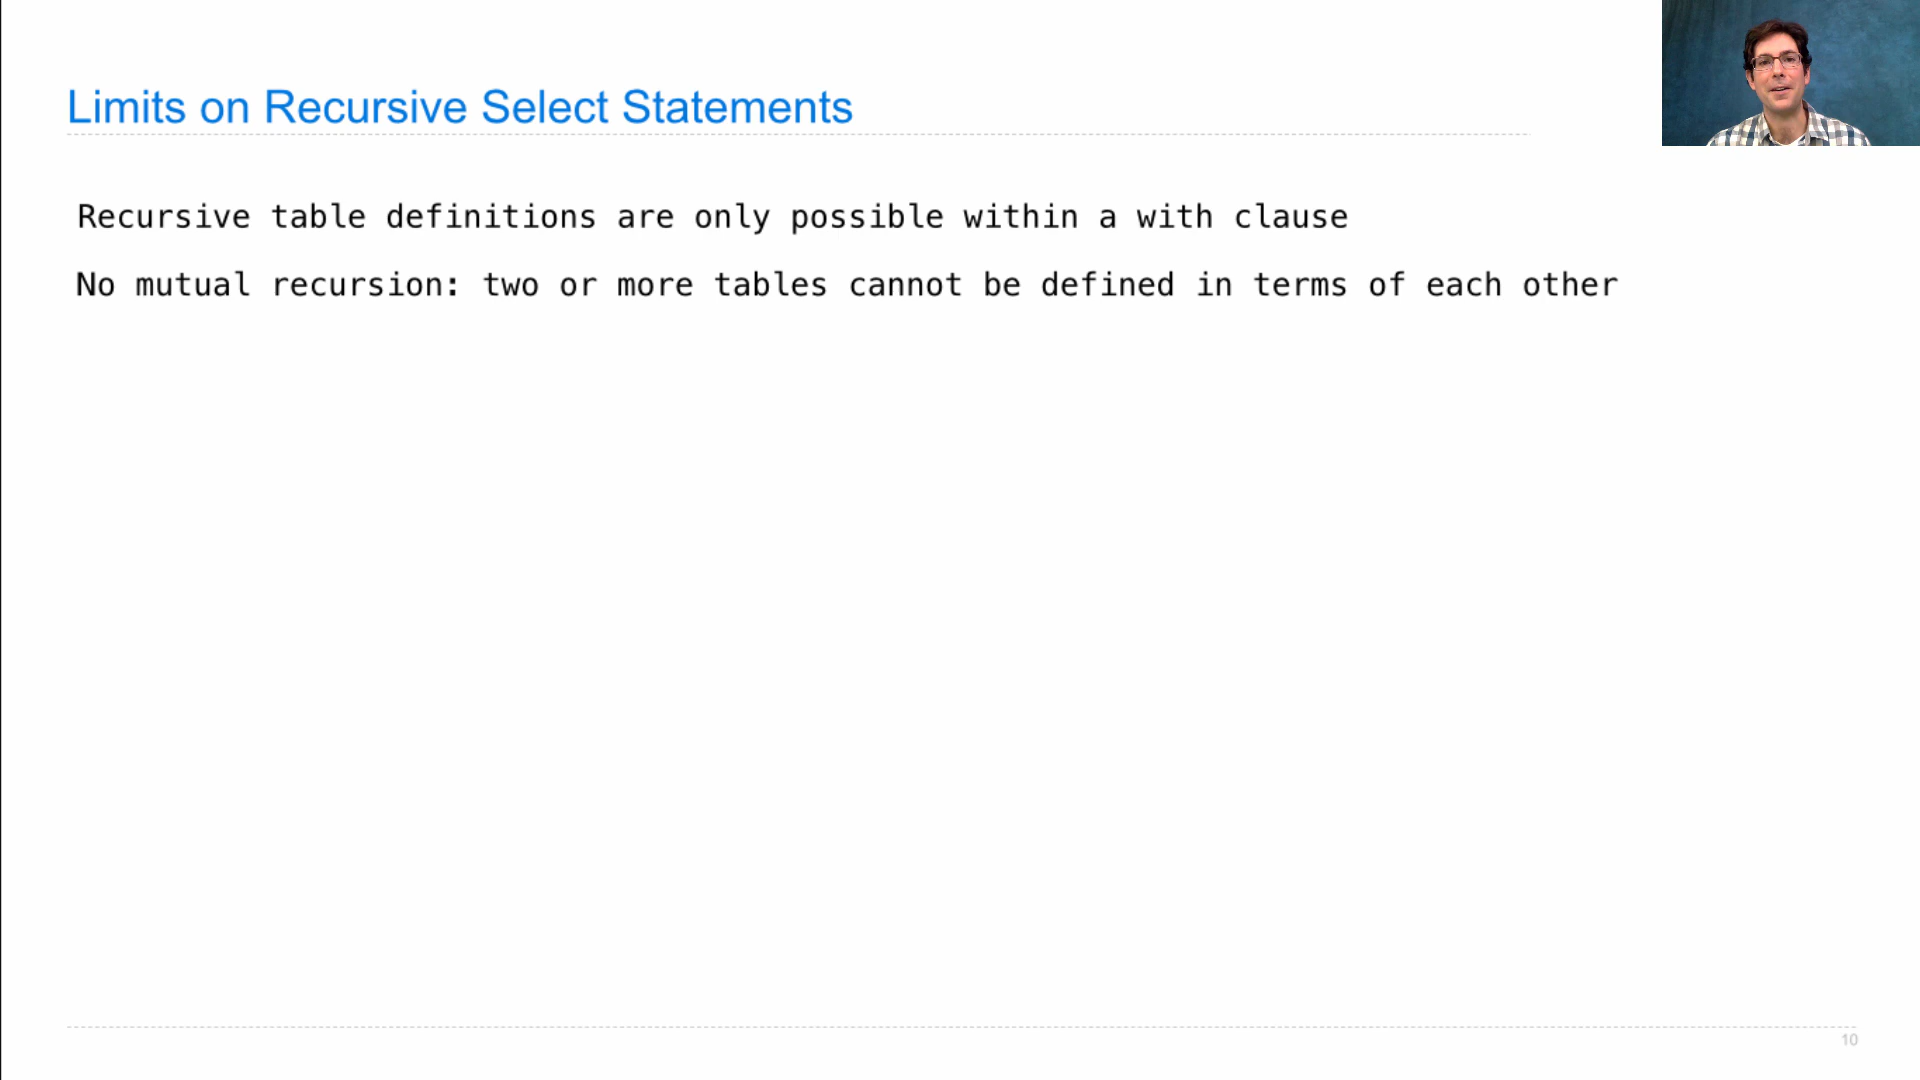 Limits on Recursive Select Statements
Recursive table definitions are only possible within a with clause
No mutual recursion: two or more tables cannot be defined in terms of each other
10